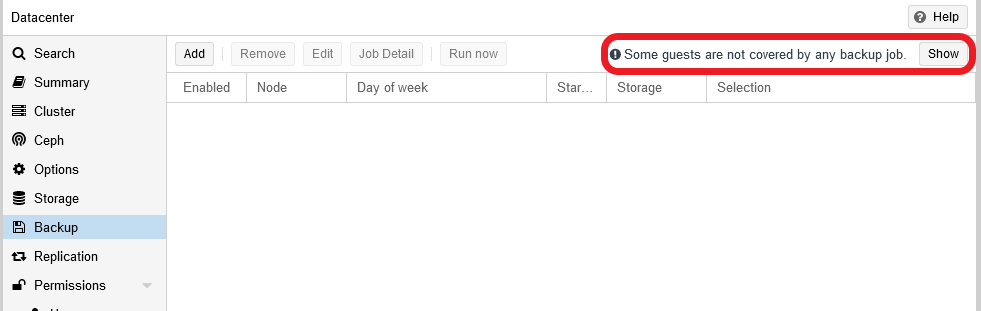 Datacenter
Help
Search
Summary
Cluster
Ceph
Options
Storage
Backup
Replication
Permissions
Add
Remove
Edit
Job Detail
Run now
Some guests are not covered by any backup job.
Show
Enabled
Node
Day of week
Star...
Storage
Selection